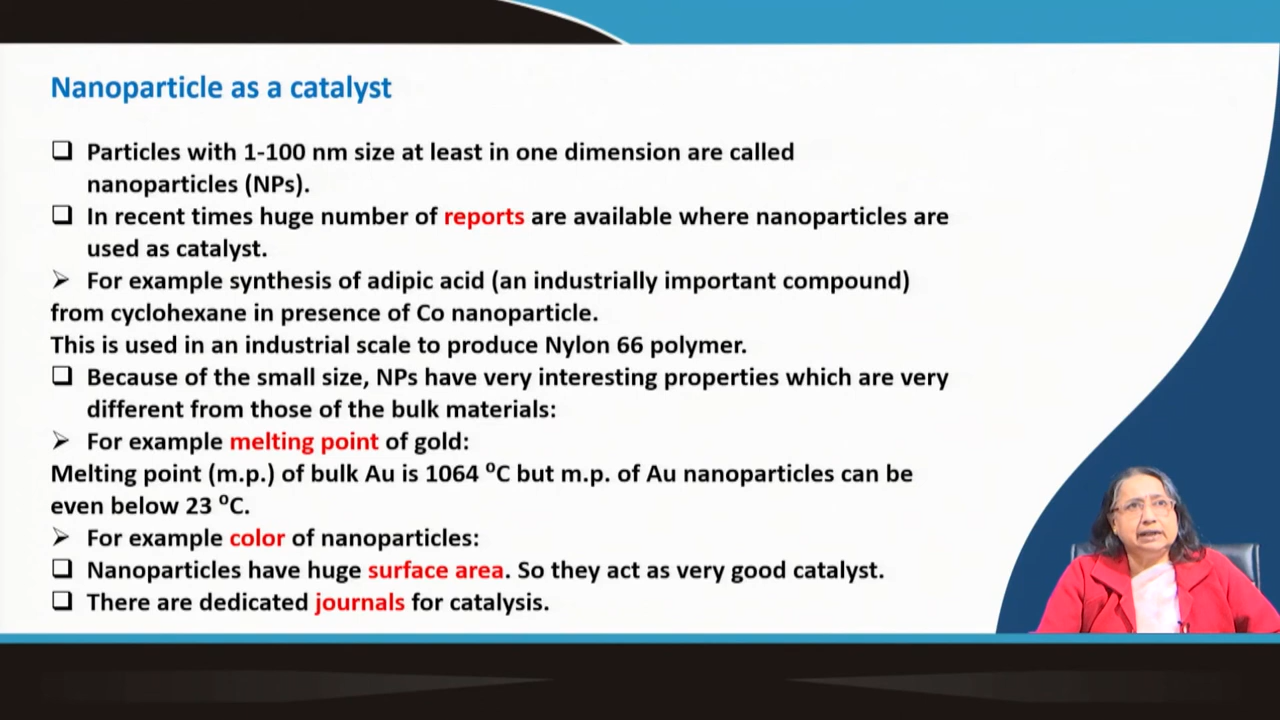 Nanoparticle as a catalyst
❑ Particles with 1-100 nm size at least in one dimension are called
nanoparticles (NPs).
❑ In recent times huge number of reports are available where nanoparticles are
used as catalyst.
➢ For example synthesis of adipic acid (an industrially important compound)
from cyclohexane in presence of Co nanoparticle.
This is used in an industrial scale to produce Nylon 66 polymer.
❑ Because of the small size, NPs have very interesting properties which are very
different from those of the bulk materials:
➢ For example melting point of gold:
Melting point (m.p.) of bulk Au is 1064 ⁰C but m.p. of Au nanoparticles can be
even below 23 ⁰C.
➢ For example color of nanoparticles:
❑ Nanoparticles have huge surface area. So they act as very good catalyst.
❑ There are dedicated journals for catalysis.